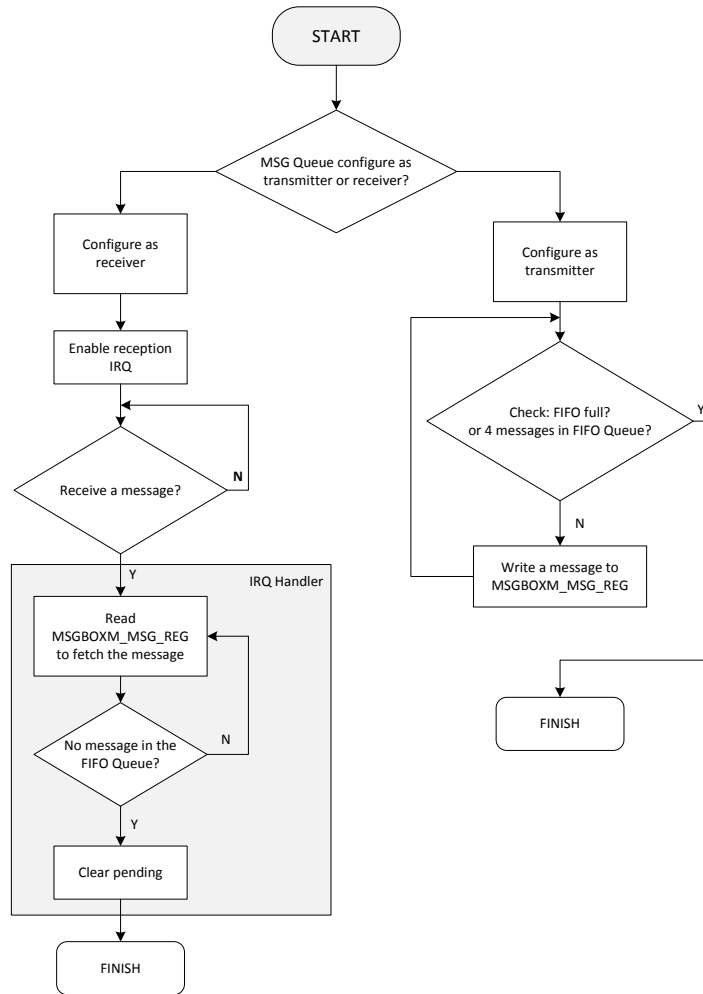 START
MSG Queue configure as
transmitter or receiver?
Configure as
receiver
Enable reception
IRQ
Receive a message?
N
Y
IRQ Handler
Read
MSGBOXM_MSG_REG
to fetch the message
No message in the
FIFO Queue?
N
Y
Clear pending
FINISH
Configure as
transmitter
Check: FIFO full?
or 4 messages in FIFO Queue?
Y
N
Write a message to
MSGBOXM_MSG_REG
FINISH